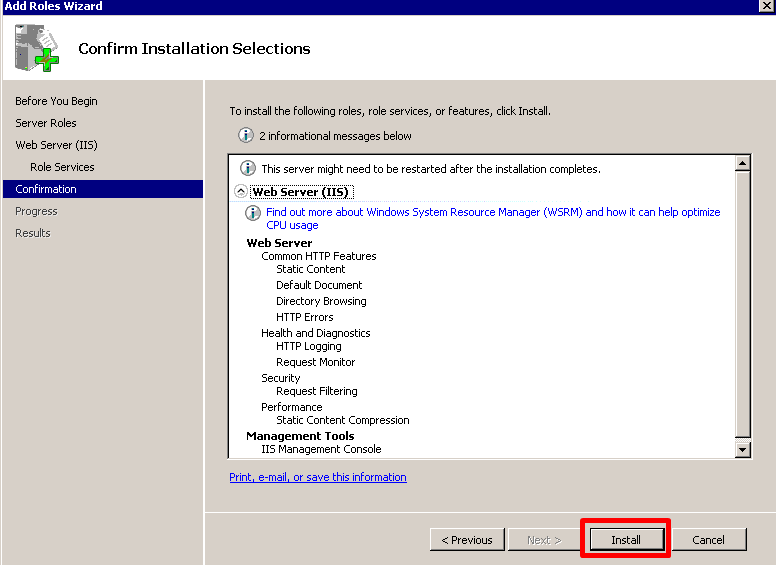 Add Roles Wizard
Confirm Installation Selections
Before You Begin
Server Roles
Web Server (IIS)
Role Services
Confirmation
Progress
Results
To install the following roles, role services, or features, click Install.
2 informational messages below
This server might need to be restarted after the installation completes.
Web Server (IIS)
Find out more about Windows System Resource Manager (WSRM) and how it can help optimize
CPU usage
Web Server
Common HTTP Features
Static Content
Default Document
Directory Browsing
HTTP Errors
Health and Diagnostics
HTTP Logging
Request Monitor
Security
Request Filtering
Performance
Static Content Compression
Management Tools
IIS Management Console
Print, e-mail, or save this information
< Previous
Next >
Install
Cancel